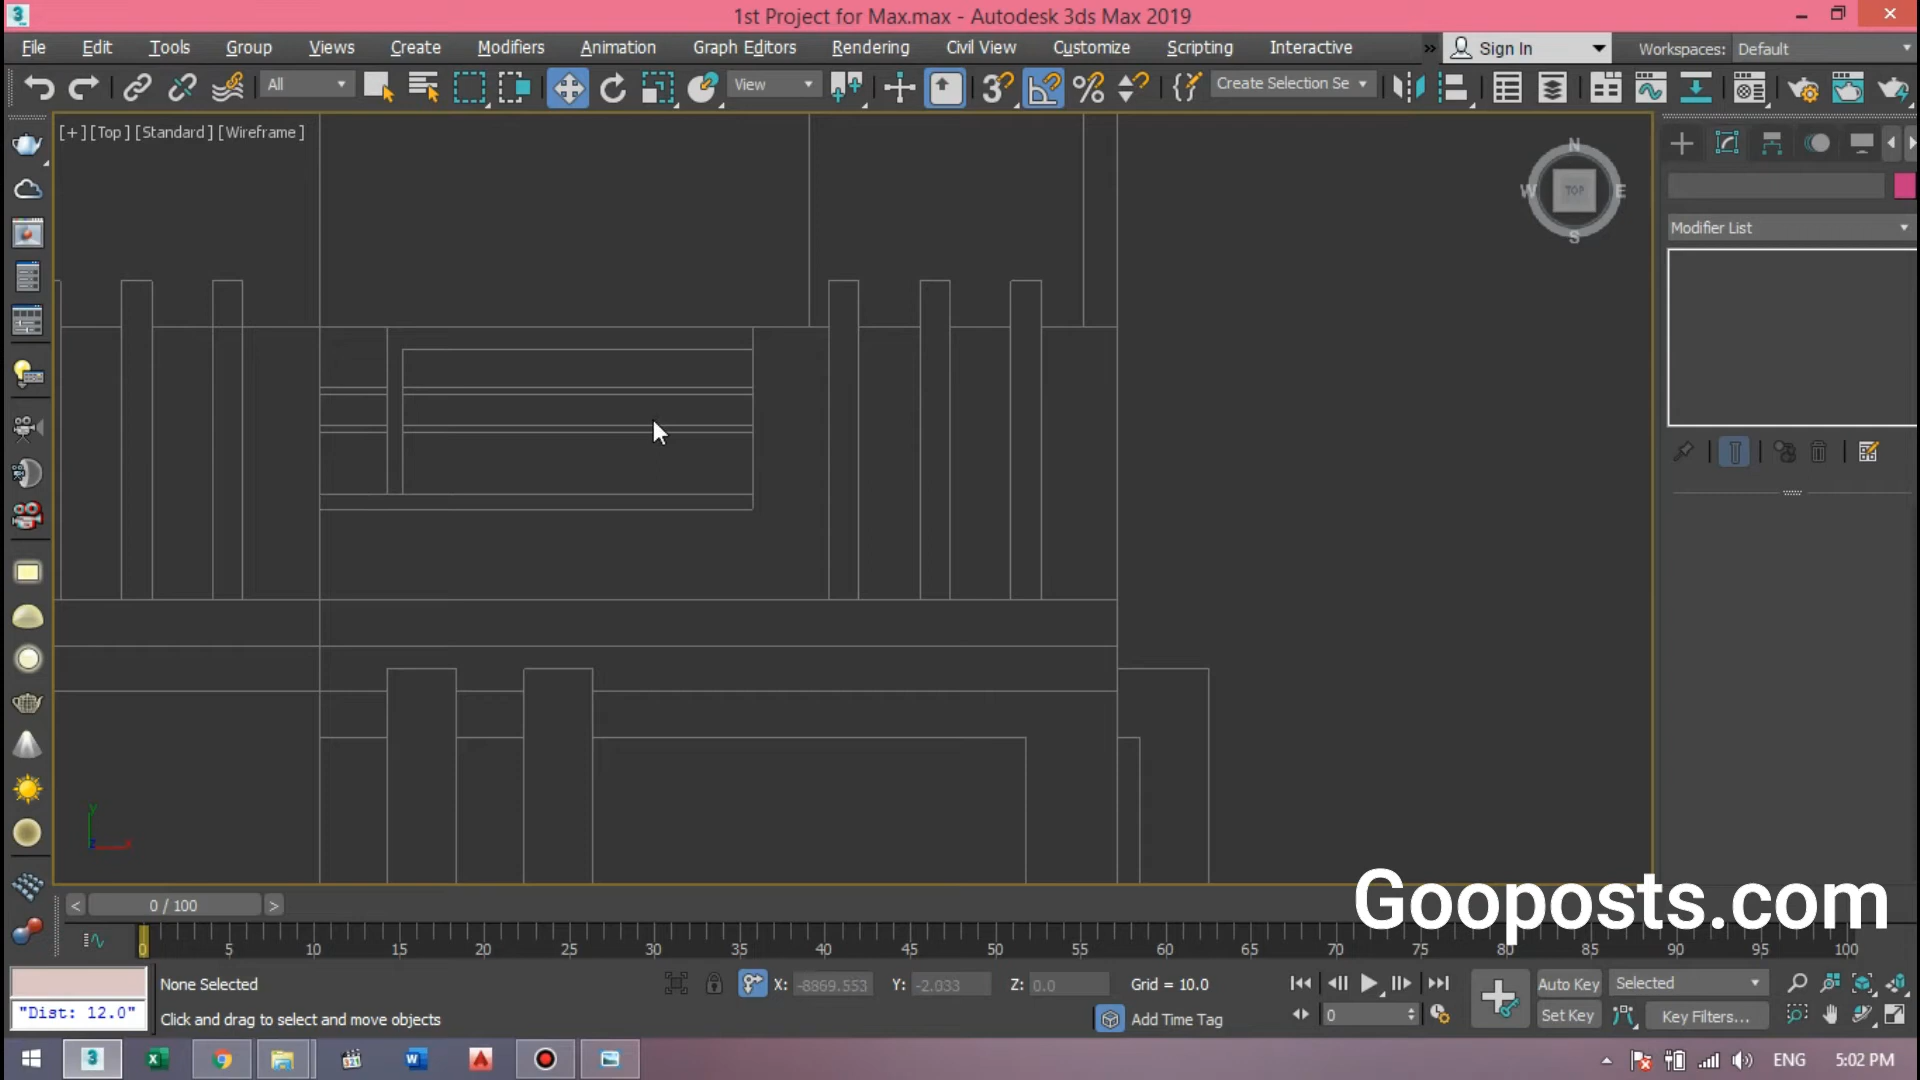 1st Project for Max.max - Autodesk 3ds Max 2019
File Edit Tools Group Views Create Modifiers Animation Graph Editors Rendering Civil View Customize Scripting Interactive » Sign In Workspaces: Default
All View Create Selection Se
[+] [Top] [Standard] [Wireframe]
N
W TOP E
S
Modifier List
y
x
z
< 0 / 100 >
Gooposts.com
0 5 10 15 20 25 30 35 40 45 50 55 60 65 70 75 80 85 90 95 100
None Selected X: -8869.553 Y: -2.033 Z: 0.0 Grid = 10.0 Auto Key Selected
"Dist: 12.0" Click and drag to select and move objects Add Time Tag 0 Set Key Key Filters...
ENG 5:02 PM